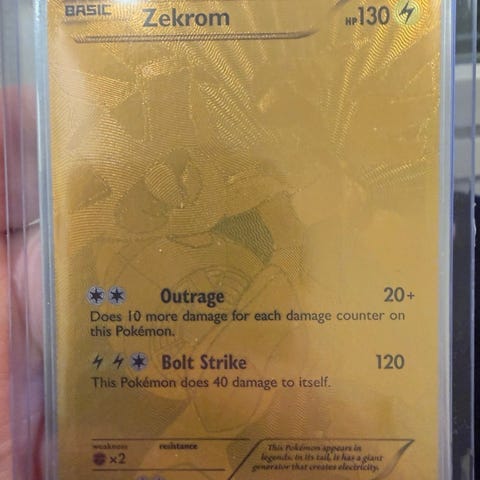 BASIC Zekrom HP130
Outrage 20+
Does 10 more damage for each damage counter on
this Pokémon.
Bolt Strike 120
This Pokémon does 40 damage to itself.
weakness resistance
×2
This Pokémon appears in
legends. In its tail, it has a giant
generator that creates electricity.